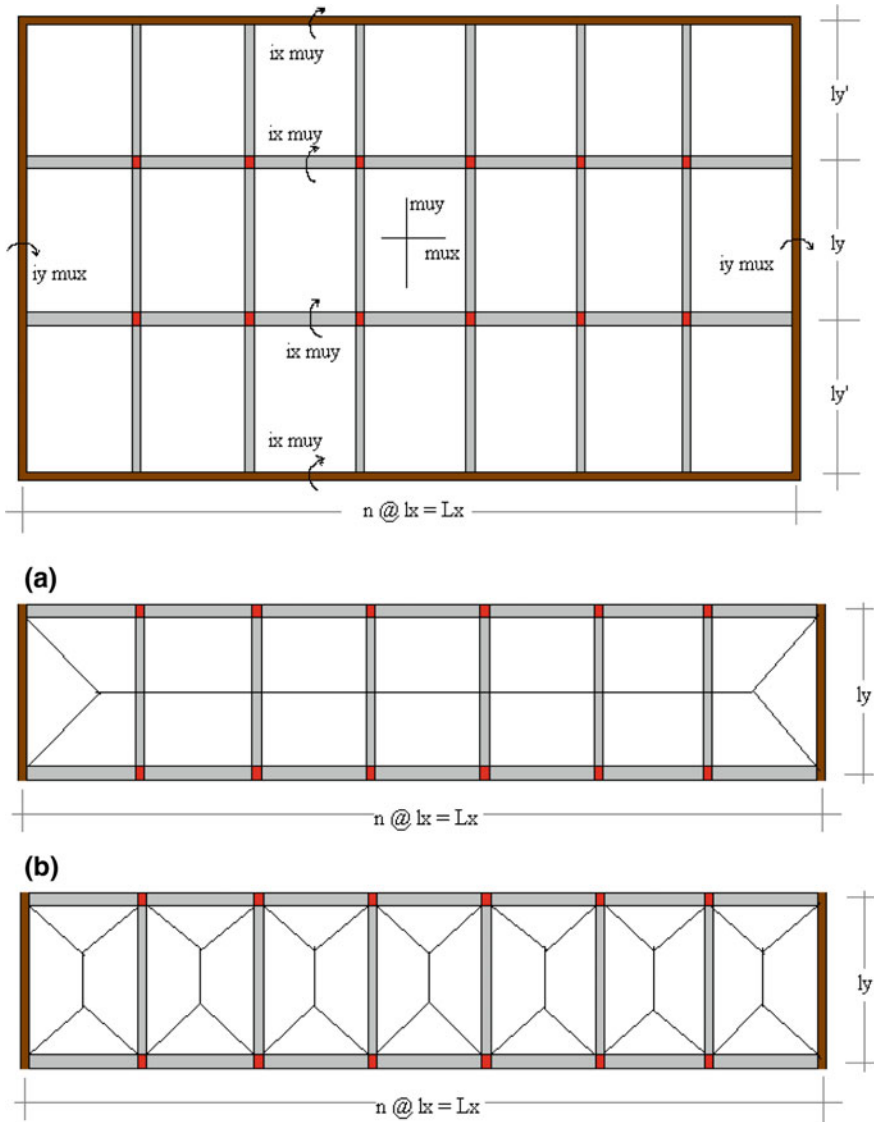 ix muy
ly'
ix muy
muy
mux
iy mux
iy mux
ly
ix muy
ly'
ix muy
n @ lx = Lx
(a)
ly
n @ lx = Lx
(b)
ly
n @ lx = Lx